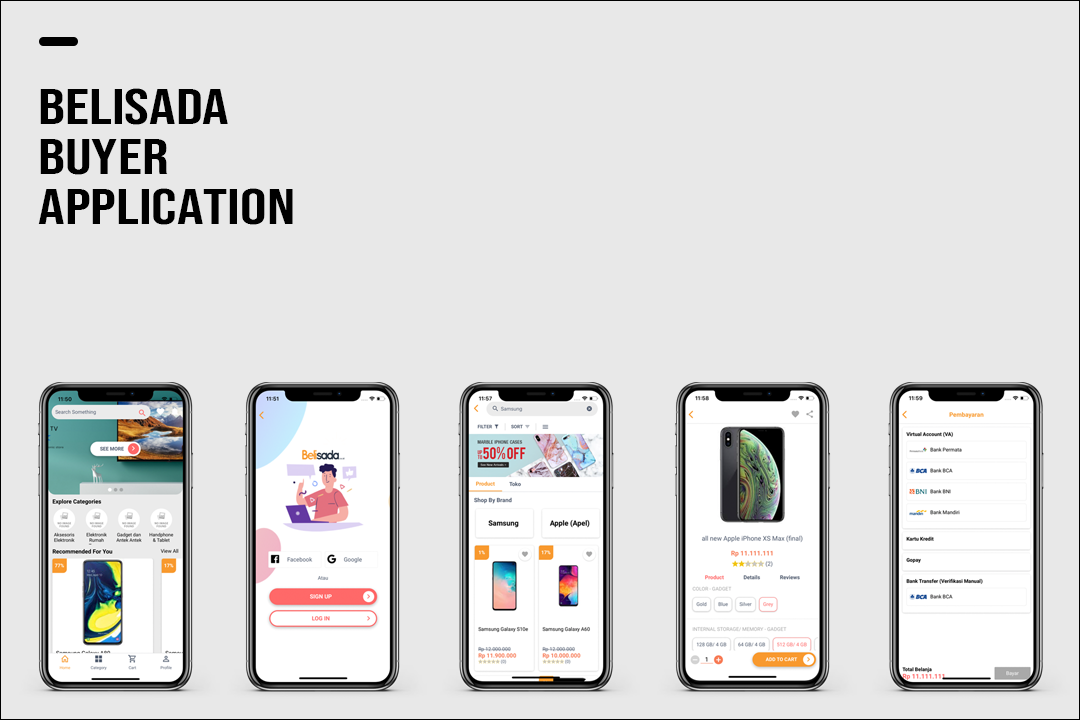 BELISADA
BUYER
APPLICATION
11:50
Search Something
TV
SEE MORE
Explore Categories
Aksesoris Elektronik
Elektronik Rumah
Gadget dan Antek Antek
Handphone & Tablet
Recommended For You
View All
77%
17%
Samsung Galaxy A80
Home
Category
Cart
Profile
11:51
Belisada
Facebook
Google
Atau
SIGN UP
LOG IN
11:57
Samsung
FILTER
SORT
MARBLE IPHONE CASES
UP TO 50% OFF
See New Arrivals
Product
Toko
Shop By Brand
Samsung
Apple (Apel)
1%
17%
Samsung Galaxy S10e
Samsung Galaxy A60
Rp 12.000.000
Rp 12.000.000
Rp 11.900.000
Rp 10.000.000
(0)
(0)
11:58
all new Apple iPhone XS Max (final)
Rp 11.111.111
(2)
Product
Details
Reviews
COLOR - GADGET
Gold
Blue
Silver
Grey
INTERNAL STORAGE/ MEMORY - GADGET
128 GB/ 4 GB
64 GB/ 4 GB
512 GB/ 4 GB
1
ADD TO CART
11:59
Pembayaran
Virtual Account (VA)
Bank Permata
BCA Bank BCA
BNI Bank BNI
mandiri Bank Mandiri
Kartu Kredit
Gopay
Bank Transfer (Verifikasi Manual)
BCA Bank BCA
Total Belanja
Rp 11.111.111
Bayar